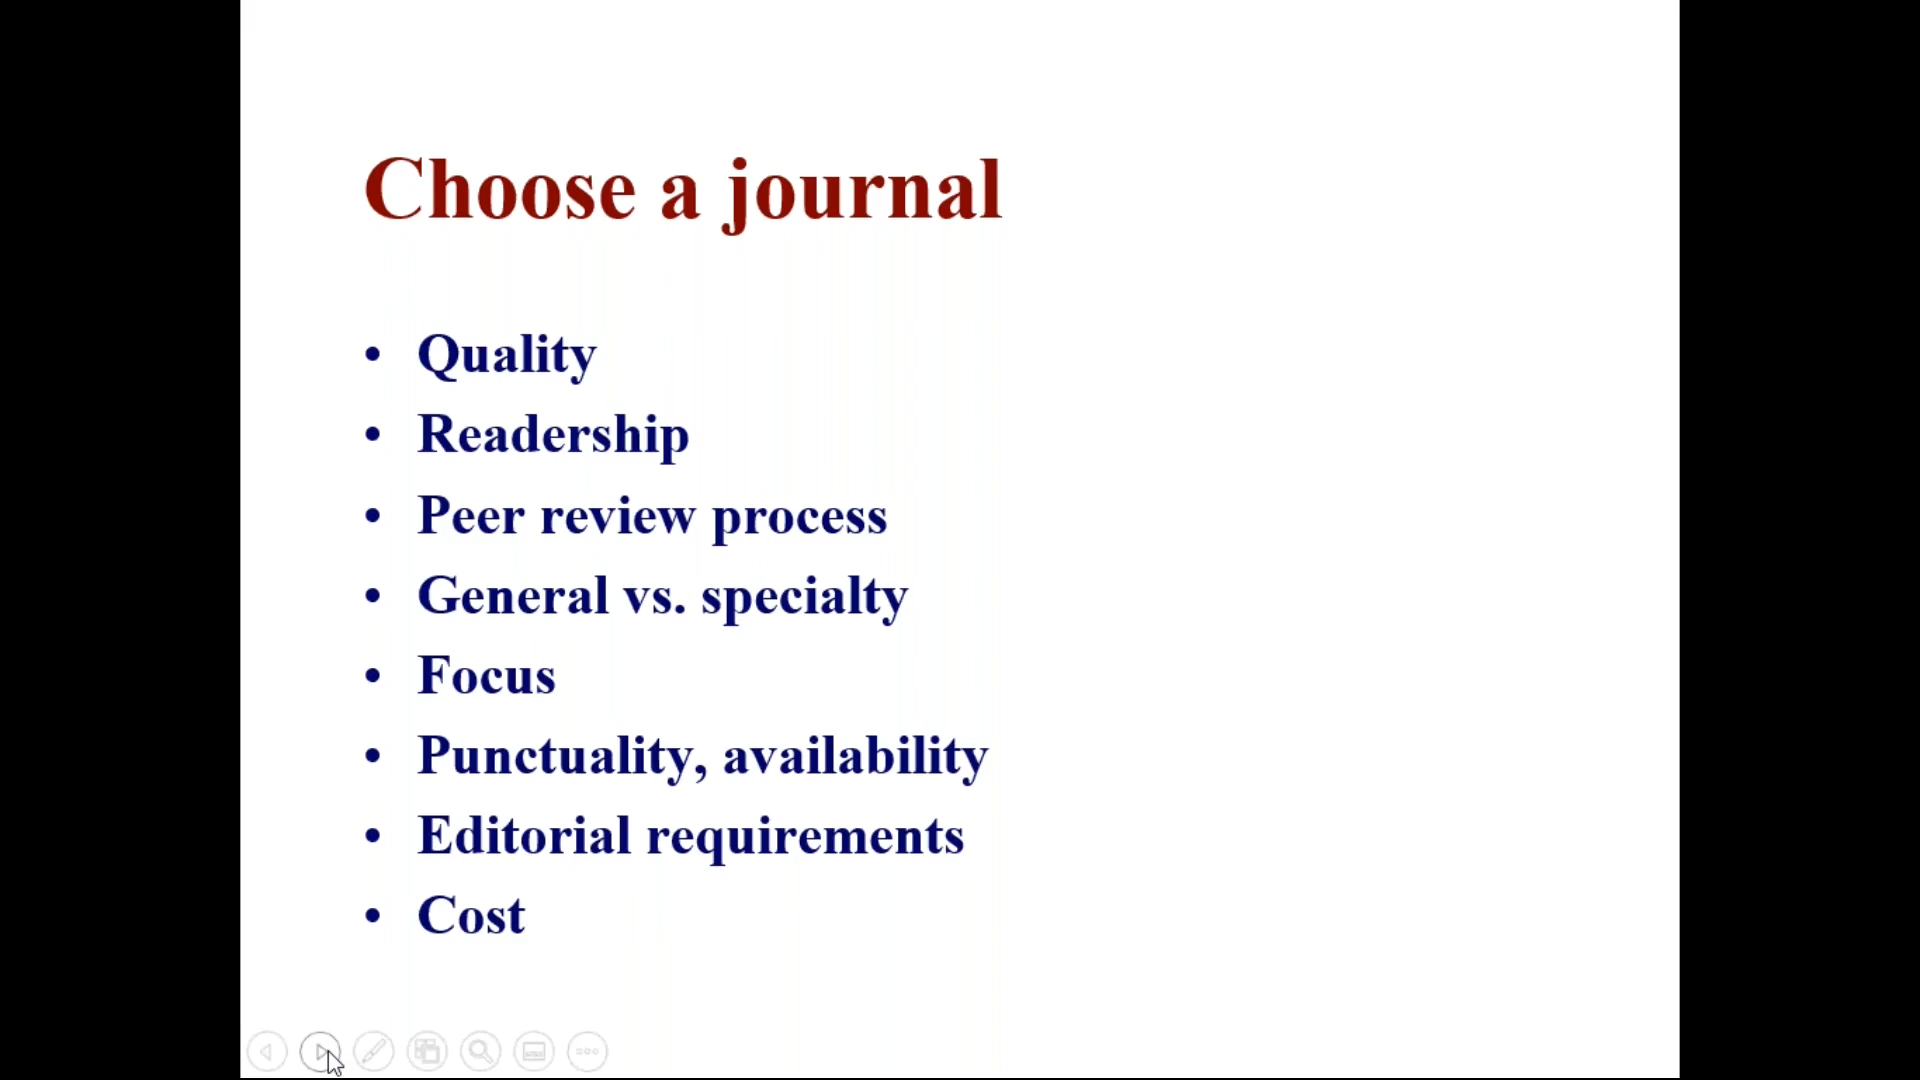 Choose a journal
• Quality
• Readership
• Peer review process
• General vs. specialty
• Focus
• Punctuality, availability
• Editorial requirements
• Cost